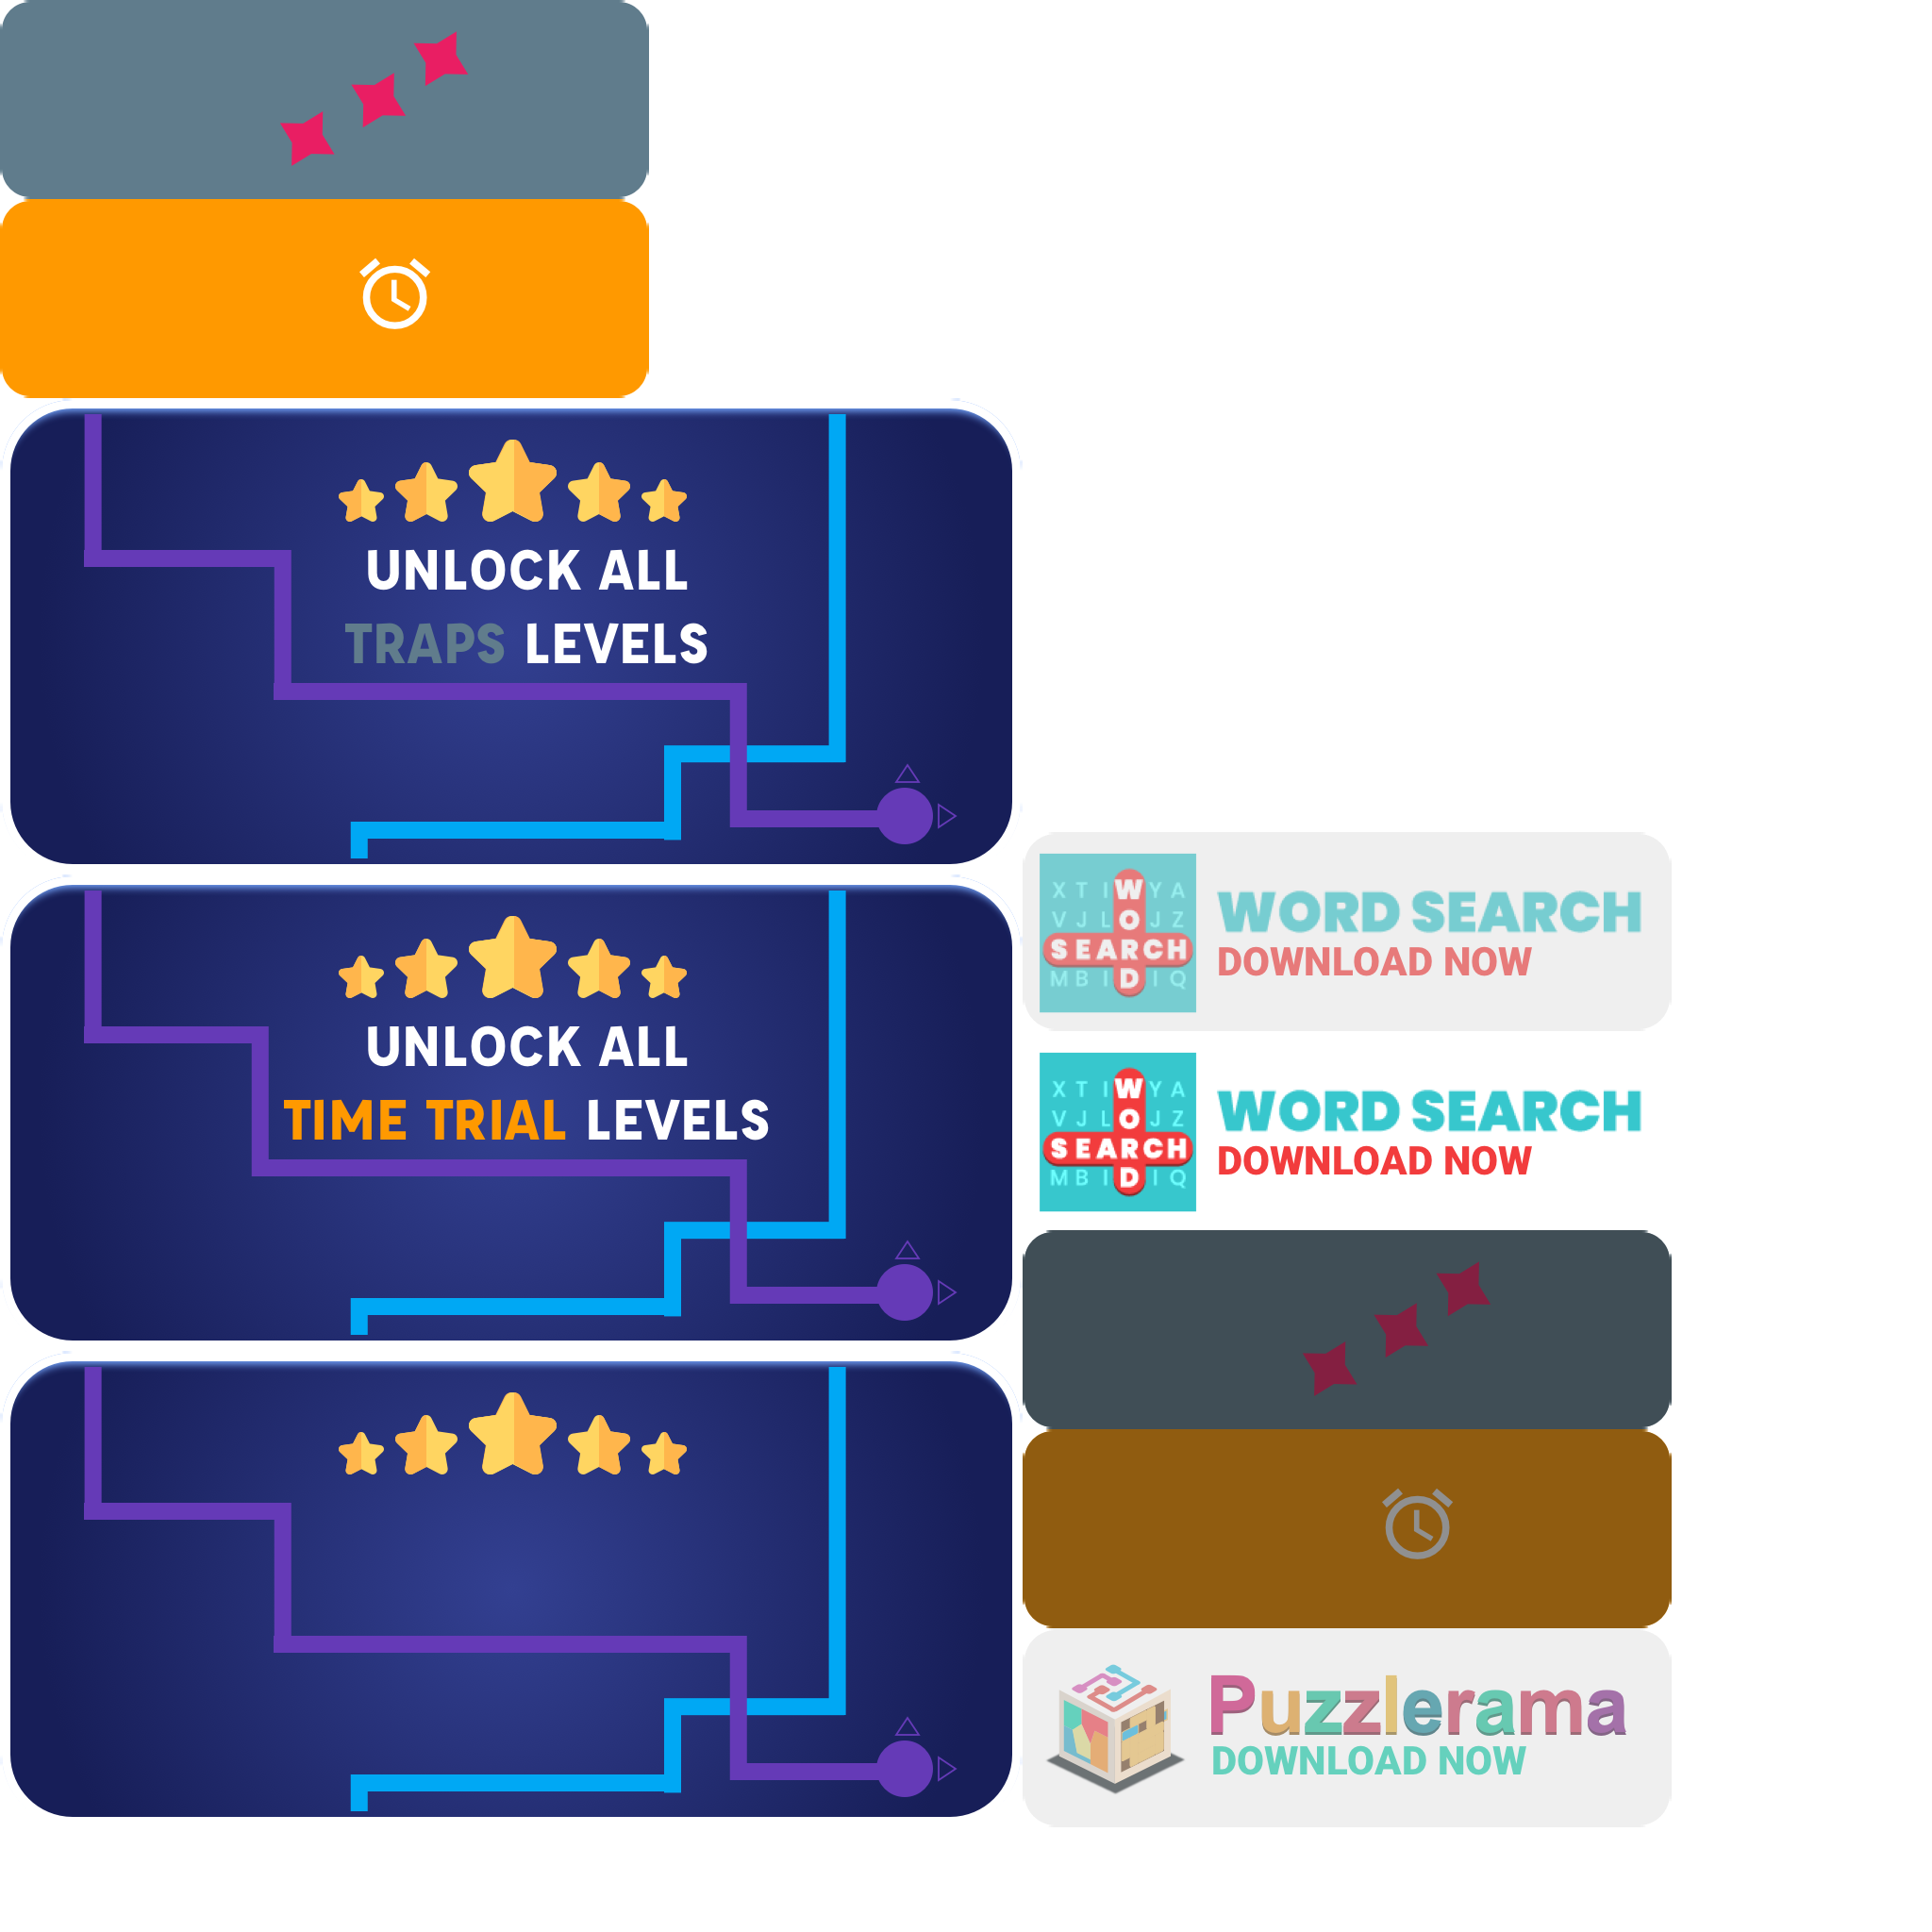 UNLOCK ALL
TRAPS LEVELS
UNLOCK ALL
TIME TRIAL LEVELS
X T I W Y A
V J L O J Z
SEARCH
M B I D I Q
WORD SEARCH
DOWNLOAD NOW
X T I W Y A
V J L O J Z
SEARCH
M B I D I Q
WORD SEARCH
DOWNLOAD NOW
Puzzlerama
DOWNLOAD NOW